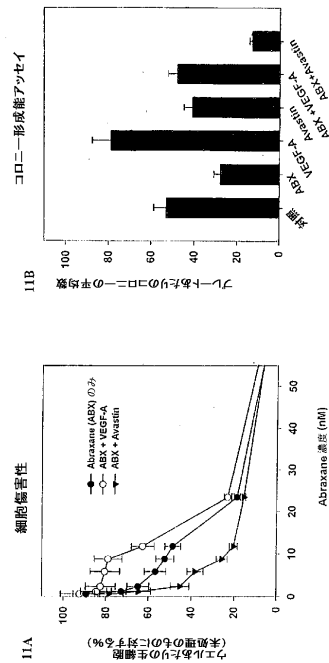 11A
細胞傷害性
ウエルあたりの生細胞
(未処理のものに対する%)
100
80
60
40
20
0
Abraxane (ABX) のみ
ABX + VEGF-A
ABX + Avastin
0
10
20
30
40
50
Abraxane 濃度 (nM)
11B
コロニー形成能アッセイ
プレートあたりのコロニーの平均数
100
80
60
40
20
0
対照
ABX
VEGF-A
Avastin
ABX +VEGF-A
ABX+Avastin